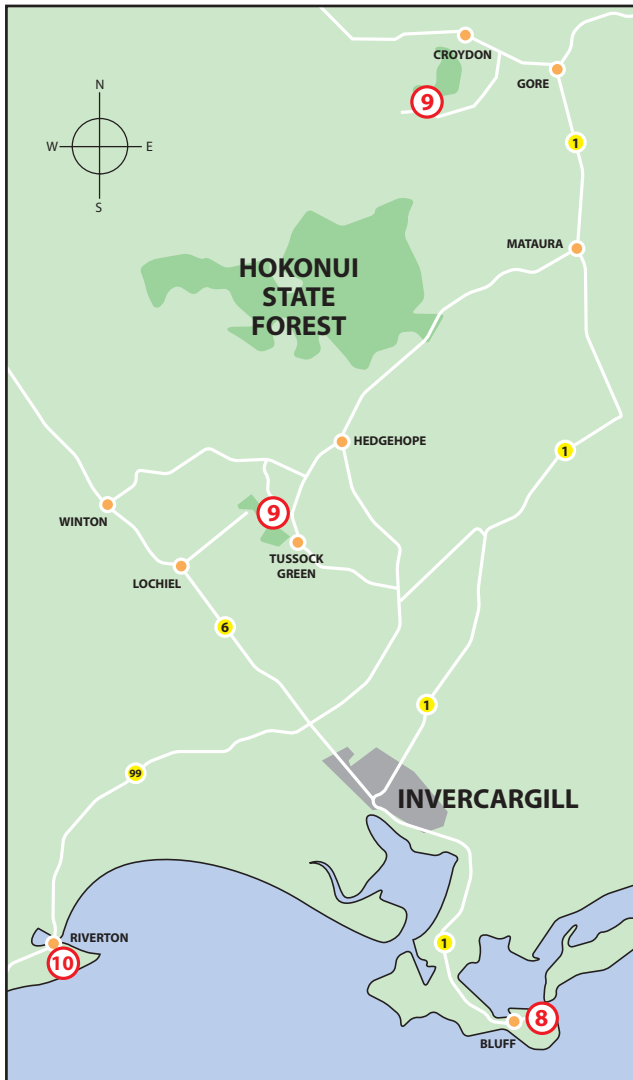 CROYDON
GORE
9
N
W
E
S
1
MATAURA
HOKONUI
STATE
FOREST
HEDGEHOPE
1
WINTON
9
TUSSOCK
GREEN
LOCHIEL
6
1
99
INVERCARGILL
RIVERTON
10
1
8
BLUFF